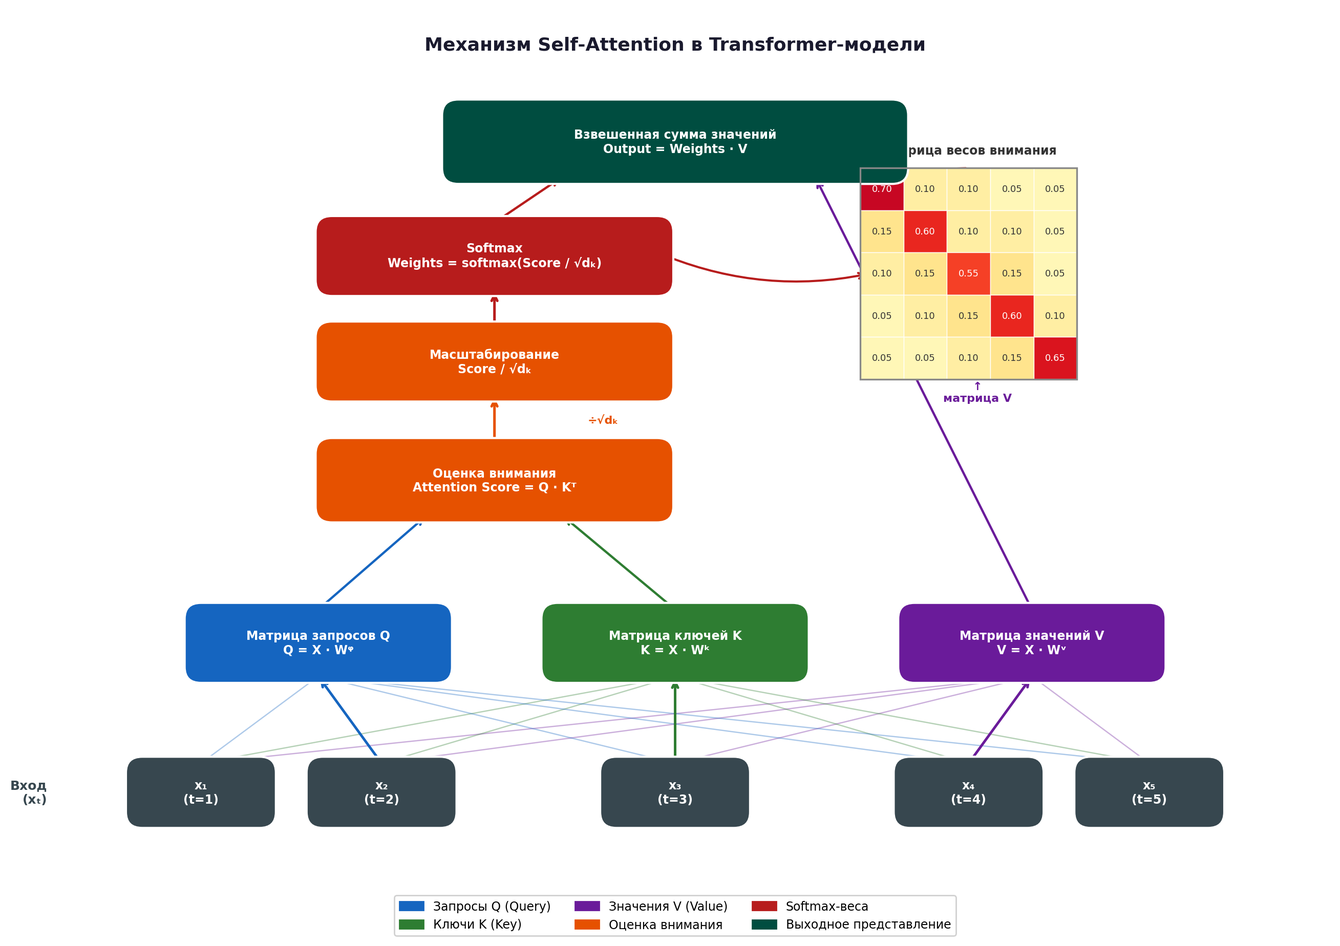 Механизм Self-Attention в Transformer-модели
Взвешенная сумма значений
Output = Weights · V
рица весов внимания
0.70 0.10 0.10 0.05 0.05
0.15 0.60 0.10 0.10 0.05
0.10 0.15 0.55 0.15 0.05
0.05 0.10 0.15 0.60 0.10
0.05 0.05 0.10 0.15 0.65
↑
матрица V
Softmax
Weights = softmax(Score / √dₖ)
Масштабирование
Score / √dₖ
÷√dₖ
Оценка внимания
Attention Score = Q · Kᵀ
Матрица запросов Q
Q = X · Wᵠ
Матрица ключей K
K = X · Wᵏ
Матрица значений V
V = X · Wᵛ
Вход
(xₜ)
x₁
(t=1)
x₂
(t=2)
x₃
(t=3)
x₄
(t=4)
x₅
(t=5)
Запросы Q (Query)
Ключи K (Key)
Значения V (Value)
Оценка внимания
Softmax-веса
Выходное представление